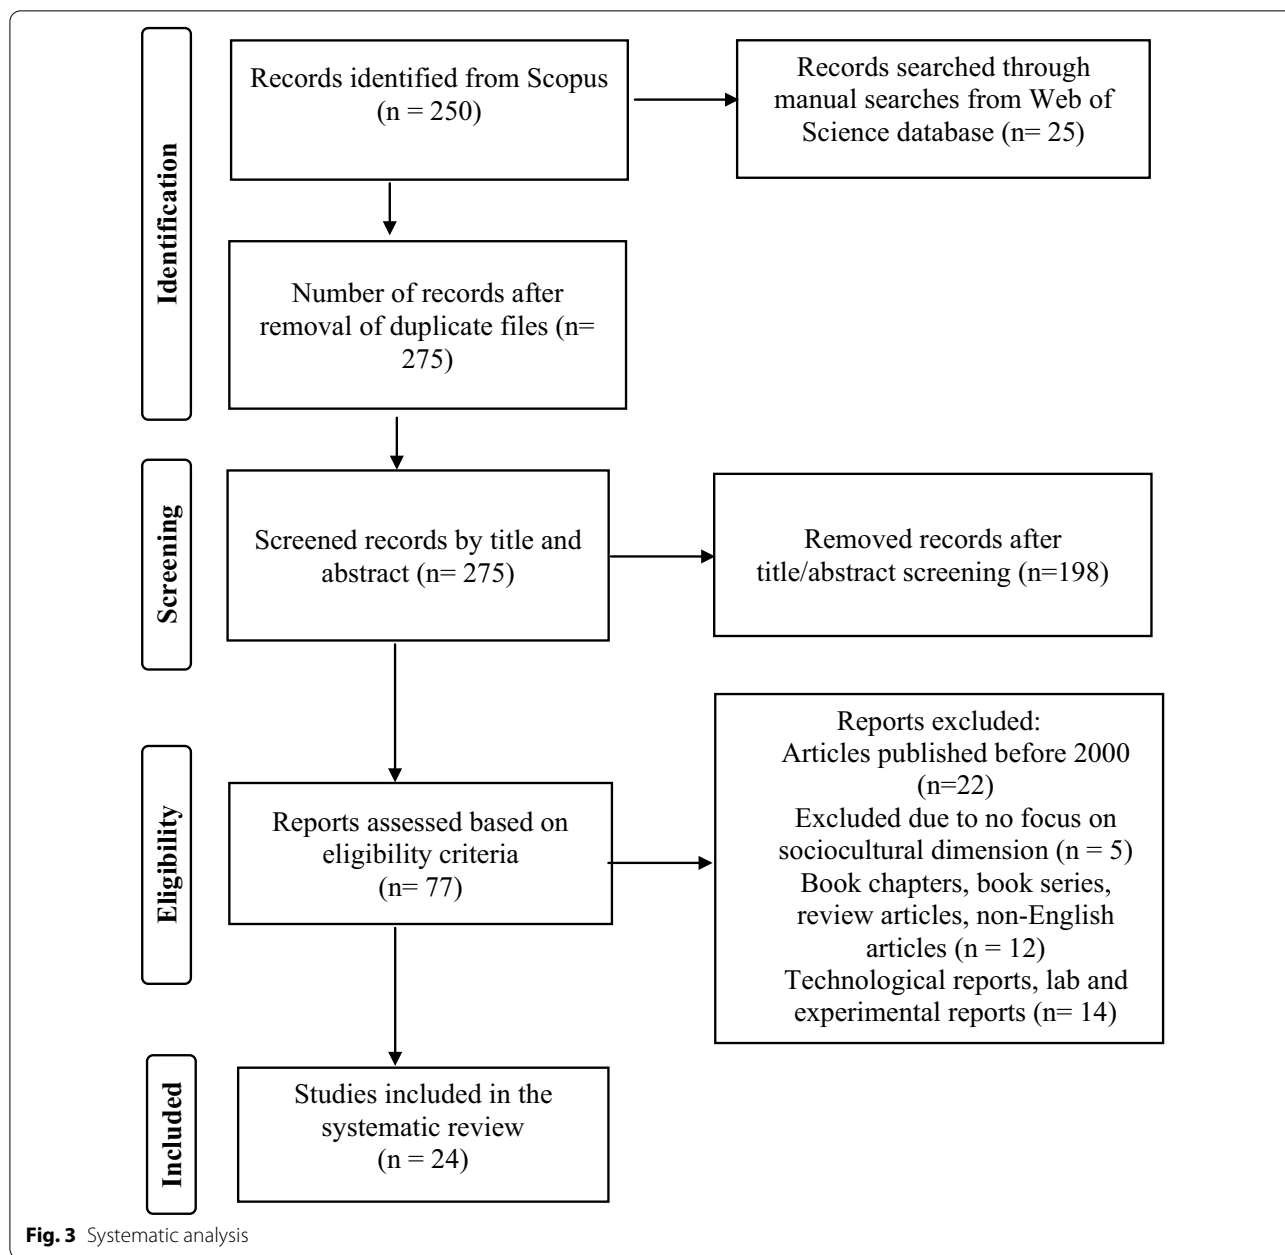 Identification
Records identified from Scopus
(n = 250)
Records searched through
manual searches from Web of
Science database (n= 25)
Number of records after
removal of duplicate files (n=
275)
Screening
Screened records by title and
abstract (n= 275)
Removed records after
title/abstract screening (n=198)
Eligibility
Reports assessed based on
eligibility criteria
(n= 77)
Reports excluded:
Articles published before 2000
(n=22)
Excluded due to no focus on
sociocultural dimension (n = 5)
Book chapters, book series,
review articles, non-English
articles (n = 12)
Technological reports, lab and
experimental reports (n= 14)
Included
Studies included in the
systematic review
(n = 24)
Fig. 3 Systematic analysis